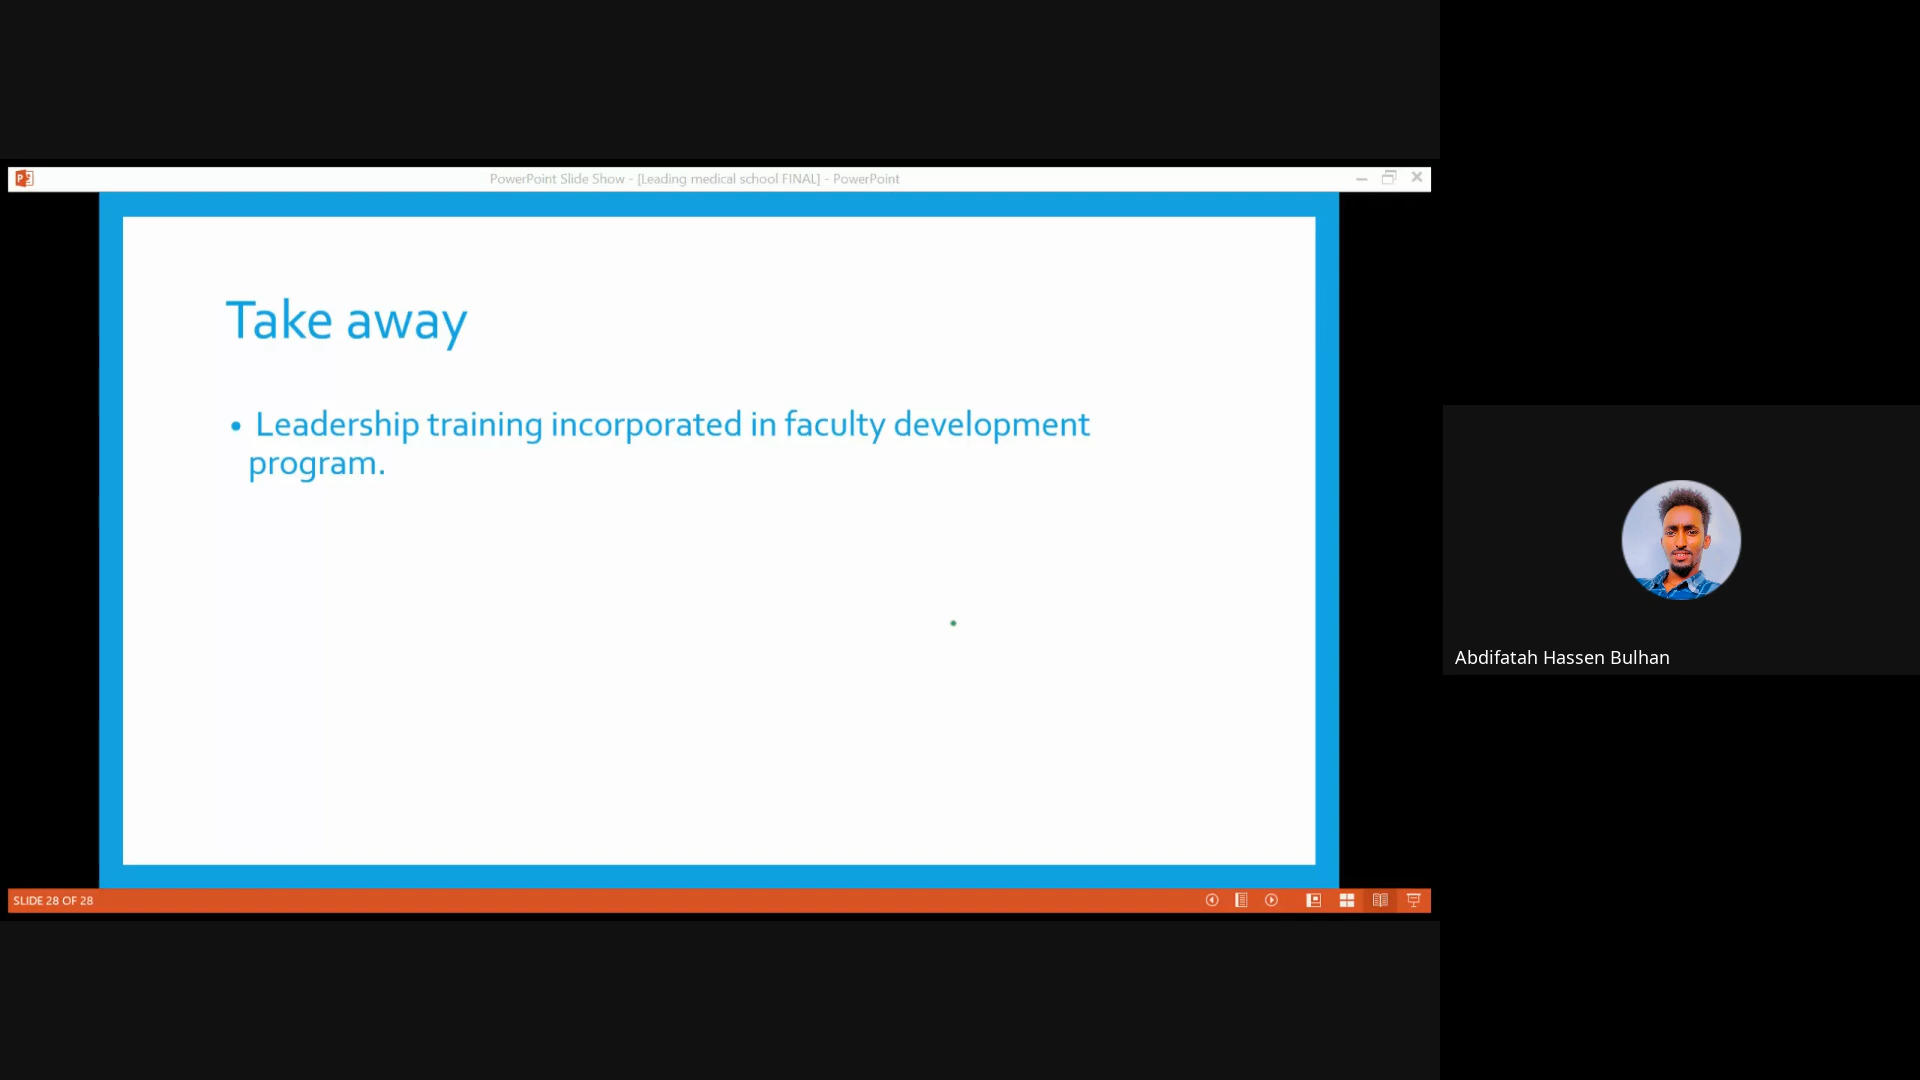 PowerPoint Slide Show - [Leading medical school FINAL] - PowerPoint
Take away
• Leadership training incorporated in faculty development
program.
Abdifatah Hassen Bulhan
SLIDE 28 OF 28